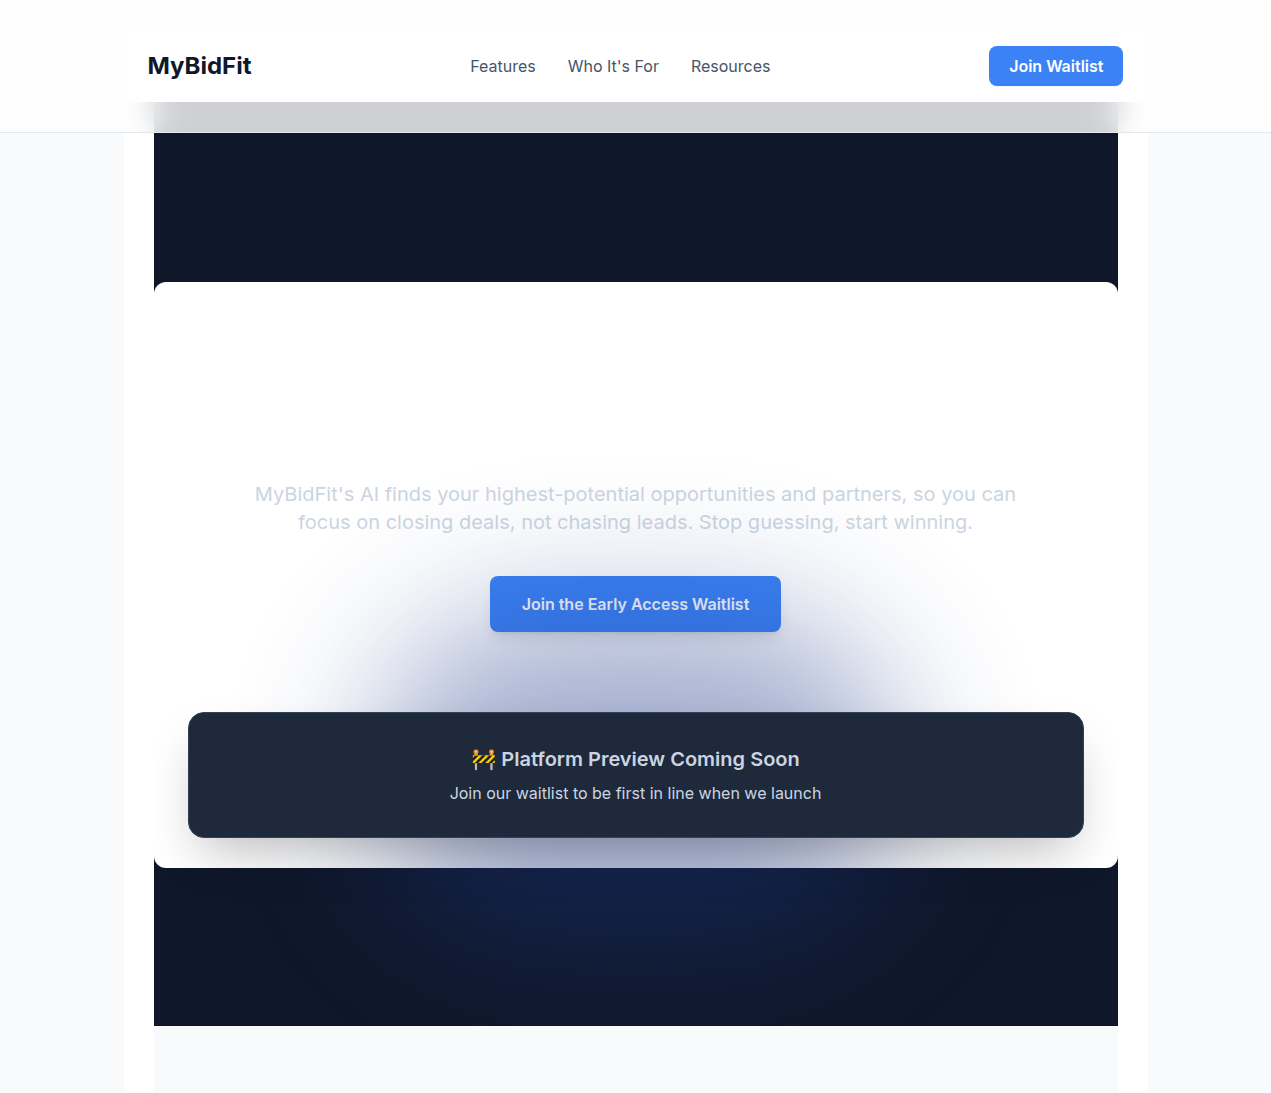 MyBidFit
Features
Who It's For
Resources
Join Waitlist
MyBidFit's AI finds your highest-potential opportunities and partners, so you can
focus on closing deals, not chasing leads. Stop guessing, start winning.
Join the Early Access Waitlist
🚧 Platform Preview Coming Soon
Join our waitlist to be first in line when we launch